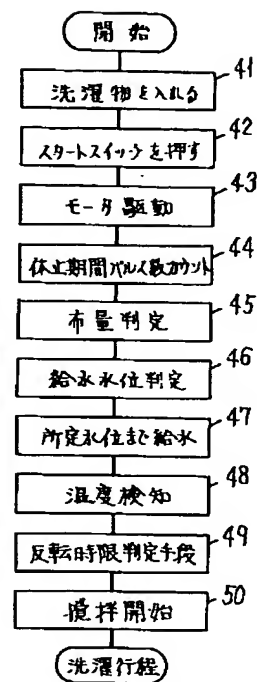 開始
41
洗濯物を入れる
42
スタートスイッチを押す
43
モータ駆動
44
休止期間パルス数カウント
45
布量判定
46
給水水位判定
47
所定水位まで給水
48
温度検知
49
反転時限判定手段
50
撹拌開始
洗濯行程